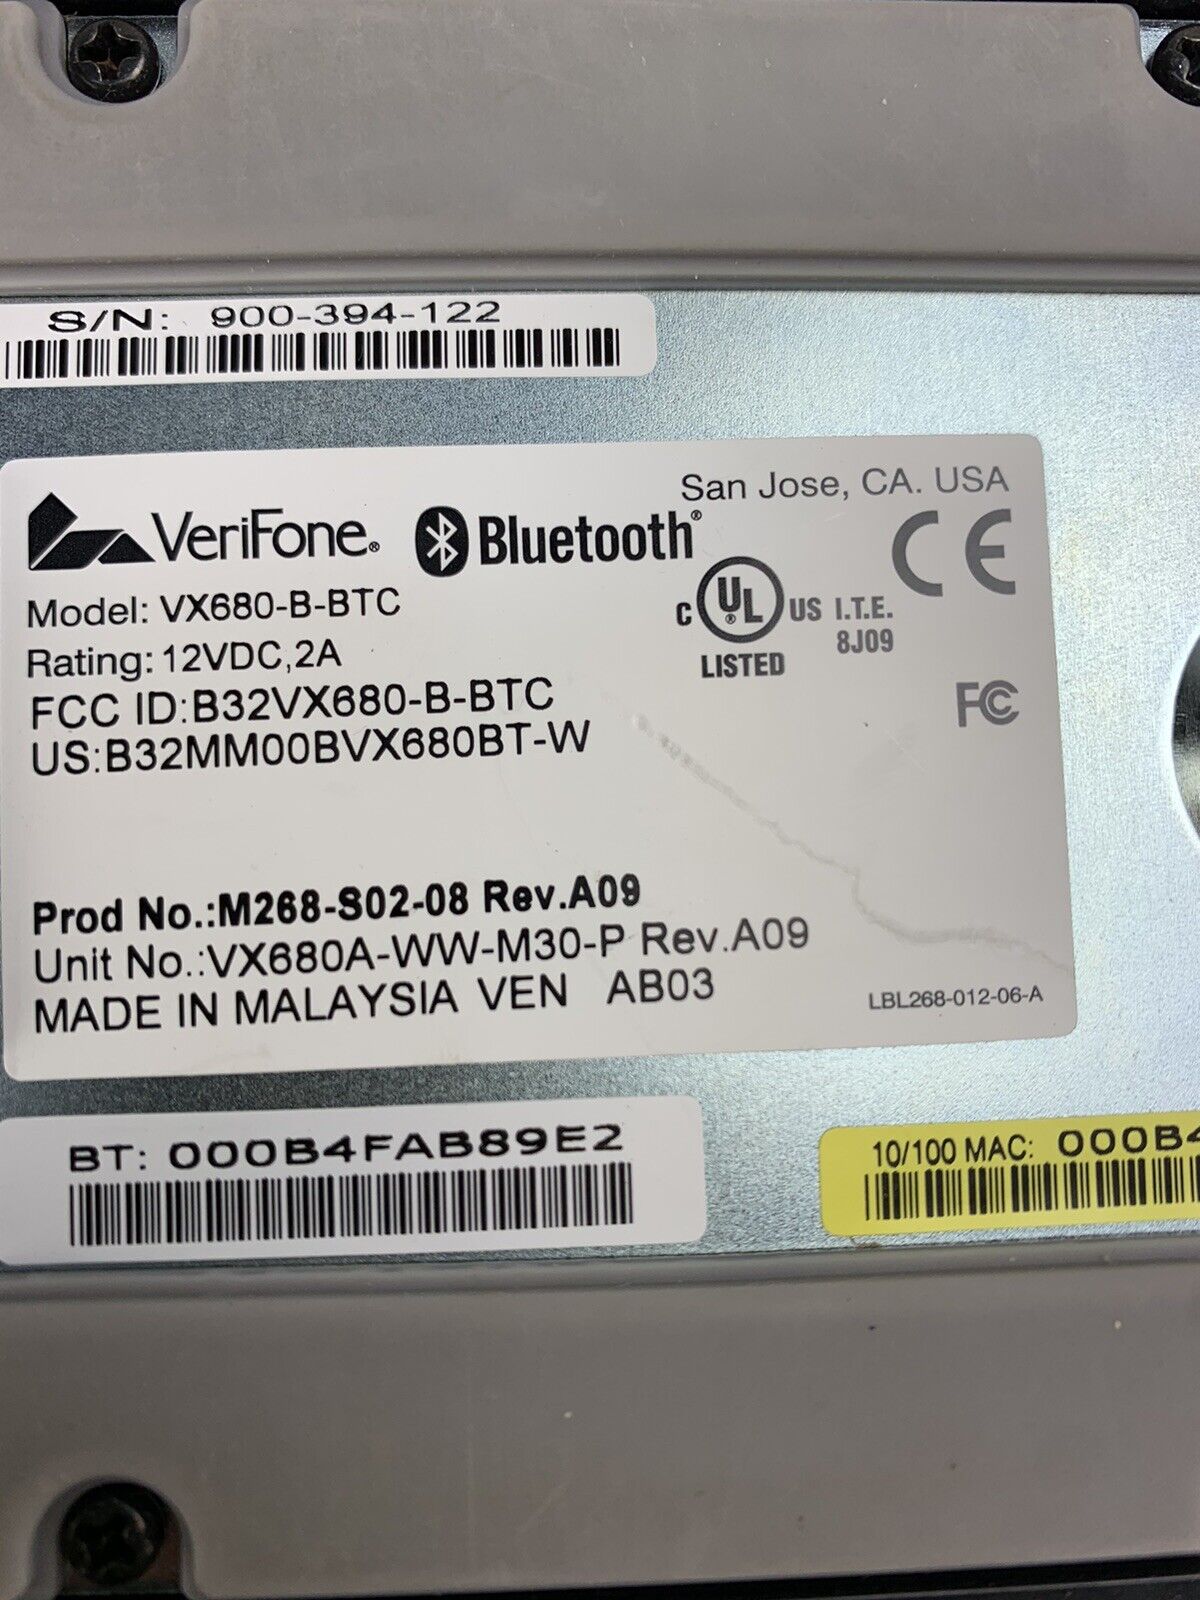 S/N: 900-394-122
San Jose, CA. USA
VeriFone® Bluetooth®
CE
Model: VX680-B-BTC
C UL® US I.T.E.
LISTED 8J09
Rating: 12VDC,2A
FCC ID:B32VX680-B-BTC
FC
US:B32MM00BVX680BT-W
Prod No.:M268-S02-08 Rev.A09
Unit No.:VX680A-WW-M30-P Rev.A09
MADE IN MALAYSIA VEN AB03
LBL268-012-06-A
BT: 000B4FAB89E2
10/100 MAC: 000B4